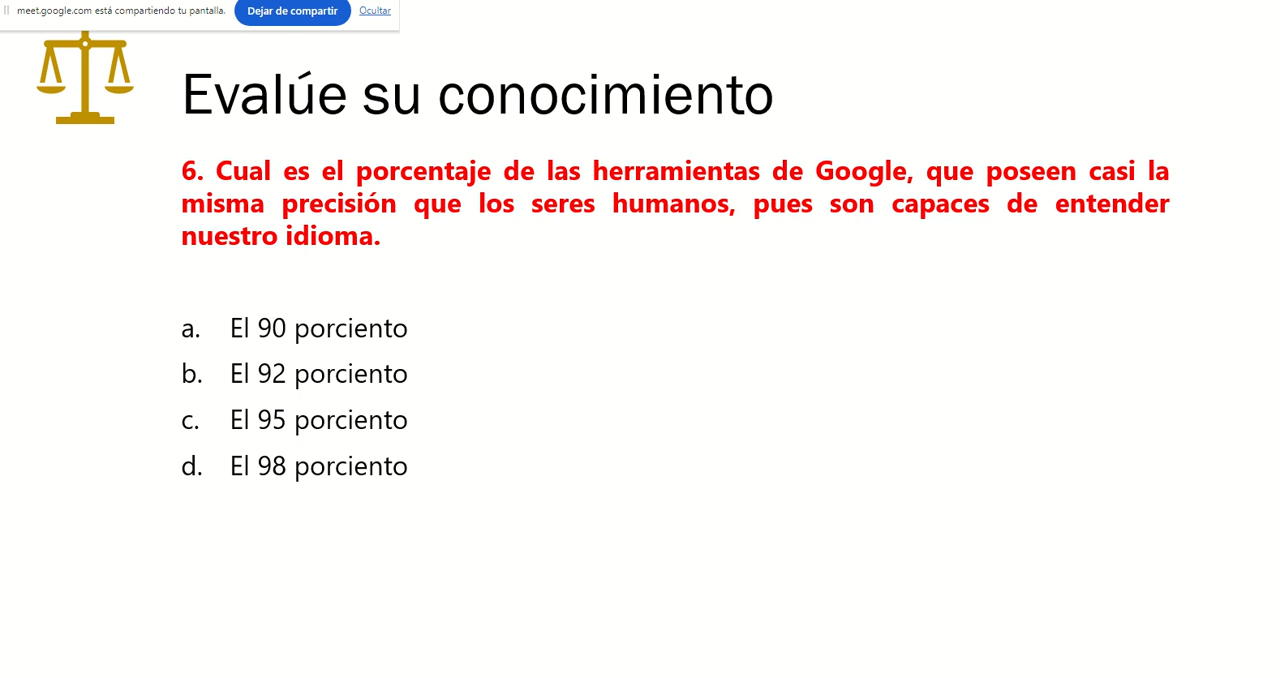 meet.google.com está compartiendo tu pantalla. Dejar de compartir Ocultar
Evalúe su conocimiento
6. Cual es el porcentaje de las herramientas de Google, que poseen casi la
misma precisión que los seres humanos, pues son capaces de entender
nuestro idioma.
a. El 90 porciento
b. El 92 porciento
c. El 95 porciento
d. El 98 porciento